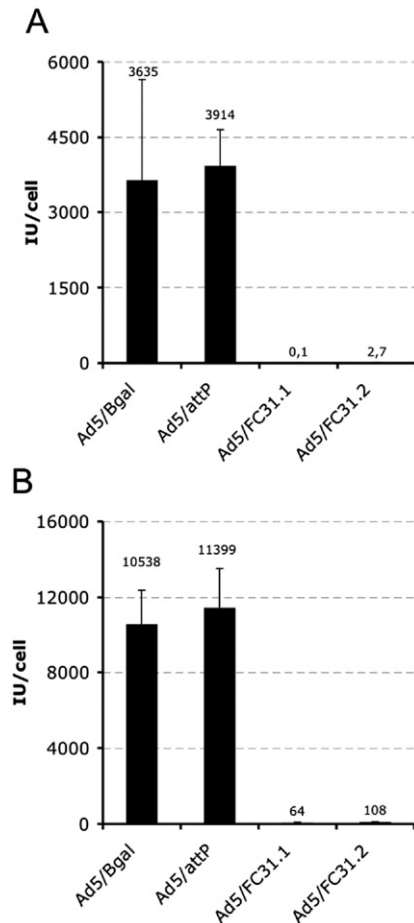 A
6000
3635
3914
4500
IU/cell
3000
1500
0,1
2,7
0
Ad5/Bgal
Ad5/attP
Ad5/FC31.1
Ad5/FC31.2
B
16000
10538
11399
12000
IU/cell
8000
4000
64
108
0
Ad5/Bgal
Ad5/attP
Ad5/FC31.1
Ad5/FC31.2